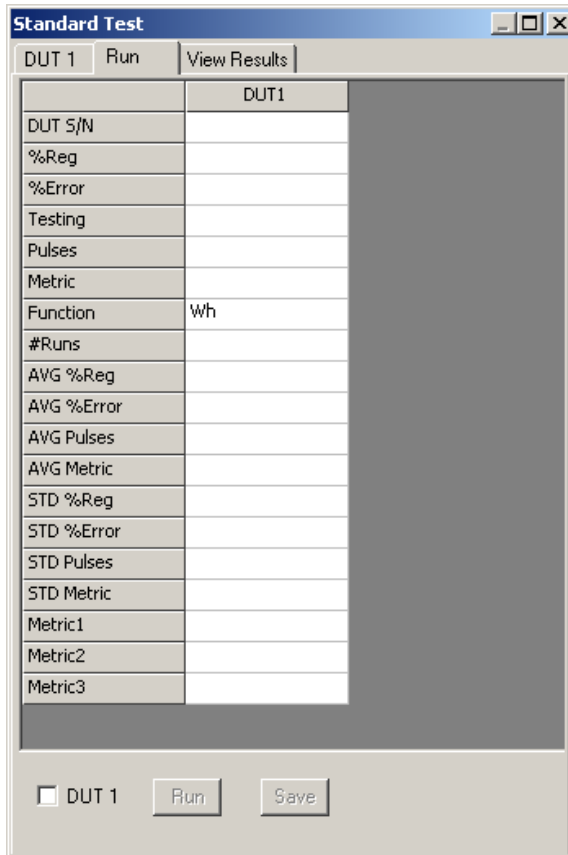 Standard Test
DUT 1 Run View Results
DUT1
DUT S/N
%Reg
%Error
Testing
Pulses
Metric
Function Wh
#Runs
AVG %Reg
AVG %Error
AVG Pulses
AVG Metric
STD %Reg
STD %Error
STD Pulses
STD Metric
Metric1
Metric2
Metric3
DUT 1 Run Save